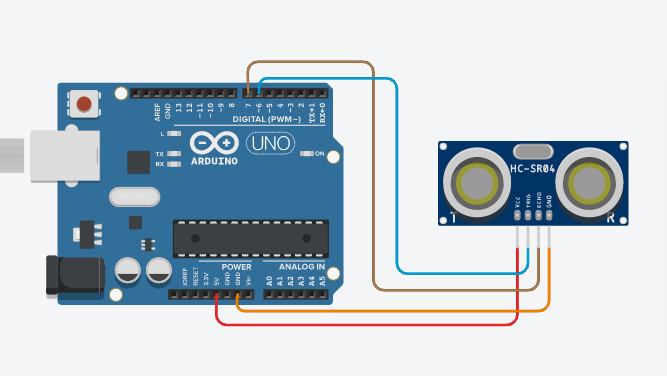 AREF
GND
13
12
~11
~10
~9
8
7
~6
~5
4
~3
2
TX→1
RX←0
DIGITAL (PWM~)
L
TX
RX
ARDUINO
UNO
ON
POWER
ANALOG IN
IOREF
RESET
3.3V
5V
GND
GND
Vin
A0
A1
A2
A3
A4
A5
HC-SR04
VCC
TRIG
ECHO
GND
T
R